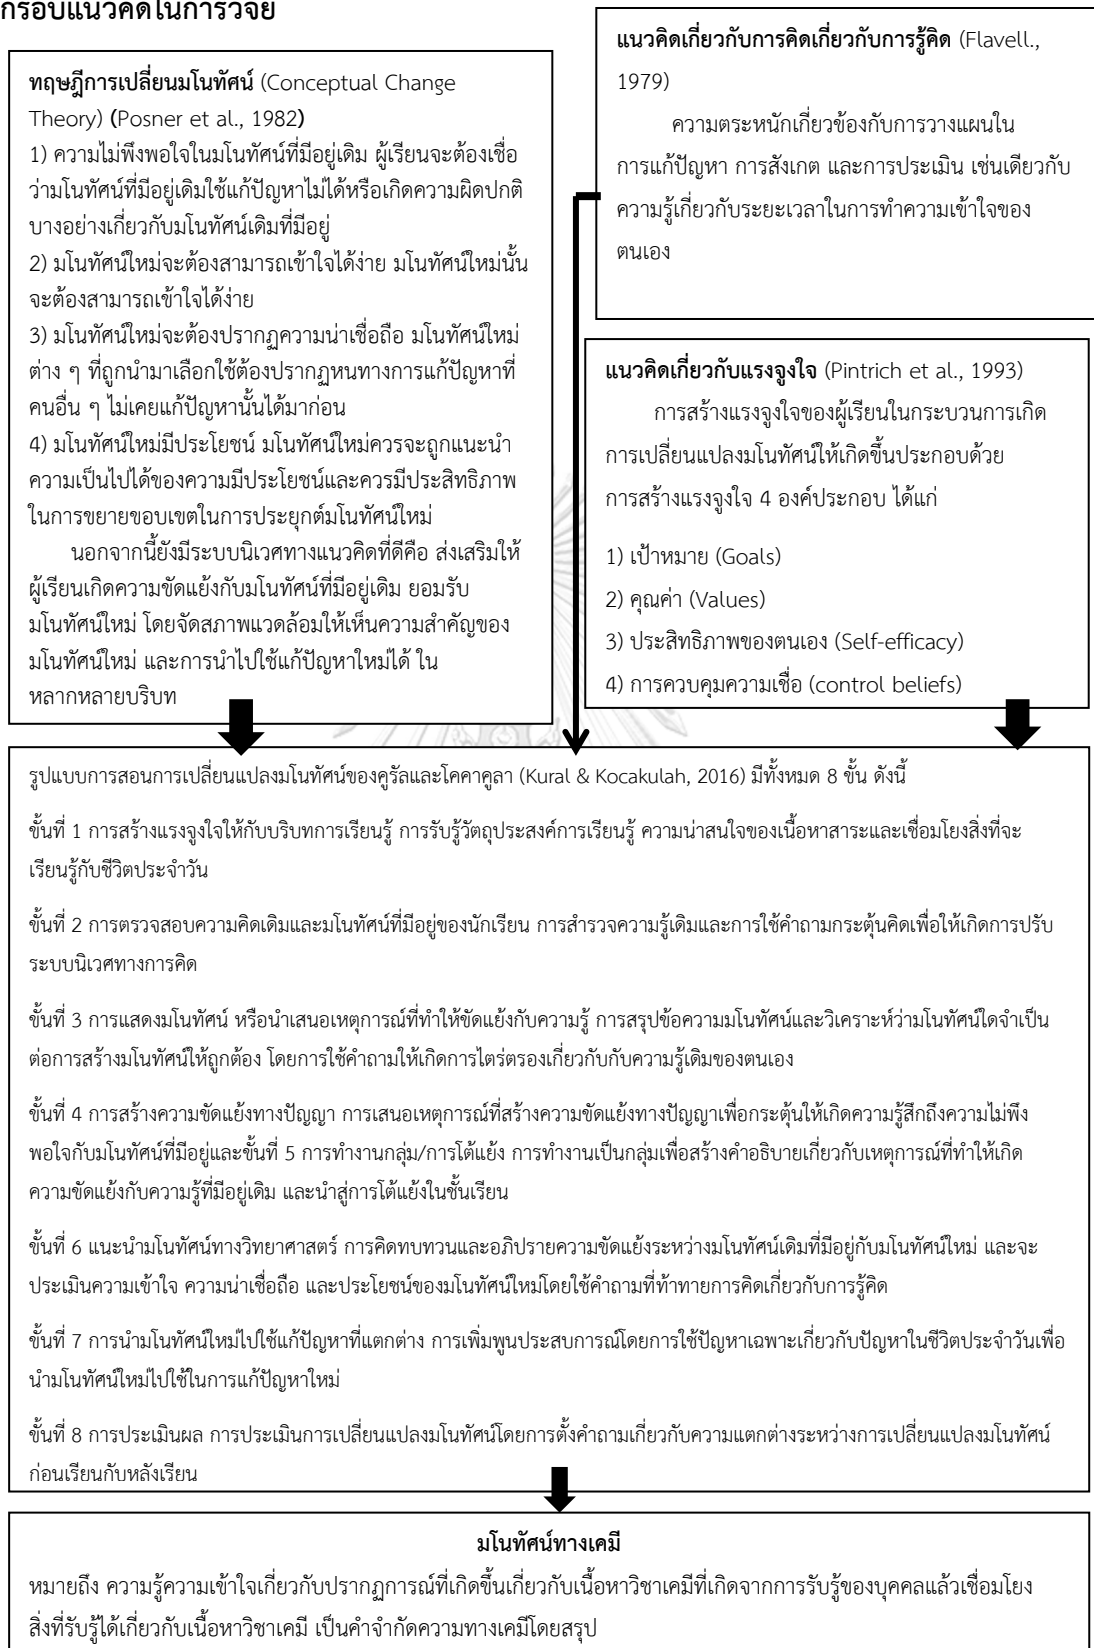 กรอบแนวคิดในการวิจัย
ทฤษฎีการเปลี่ยนมโนทัศน์ (Conceptual Change
Theory) (Posner et al., 1982)
1) ความไม่พึงพอใจในมโนทัศน์ที่มีอยู่เดิม ผู้เรียนจะต้องเชื่อ
ว่ามโนทัศน์ที่มีอยู่เดิมใช้แก้ปัญหาไม่ได้หรือเกิดความผิดปกติ
บางอย่างเกี่ยวกับมโนทัศน์เดิมที่มีอยู่
2) มโนทัศน์ใหม่จะต้องสามารถเข้าใจได้ง่าย มโนทัศน์ใหม่นั้น
จะต้องสามารถเข้าใจได้ง่าย
3) มโนทัศน์ใหม่จะต้องปรากฏความน่าเชื่อถือ มโนทัศน์ใหม่
ต่าง ๆ ที่ถูกนำมาเลือกใช้ต้องปรากฏหนทางการแก้ปัญหาที่
คนอื่น ๆ ไม่เคยแก้ปัญหานั้นได้มาก่อน
4) มโนทัศน์ใหม่มีประโยชน์ มโนทัศน์ใหม่ควรจะถูกแนะนำ
ความเป็นไปได้ของความมีประโยชน์และควรมีประสิทธิภาพ
ในการขยายขอบเขตในการประยุกต์มโนทัศน์ใหม่
นอกจากนี้ยังมีระบบนิเวศทางแนวคิดที่ดีคือ ส่งเสริมให้
ผู้เรียนเกิดความขัดแย้งกับมโนทัศน์ที่มีอยู่เดิม ยอมรับ
มโนทัศน์ใหม่ โดยจัดสภาพแวดล้อมให้เห็นความสำคัญของ
มโนทัศน์ใหม่ และการนำไปใช้แก้ปัญหาใหม่ได้ ใน
หลากหลายบริบท
แนวคิดเกี่ยวกับการคิดเกี่ยวกับการรู้คิด (Flavell.,
1979)
ความตระหนักเกี่ยวข้องกับการวางแผนใน
การแก้ปัญหา การสังเกต และการประเมิน เช่นเดียวกับ
ความรู้เกี่ยวกับระยะเวลาในการทำความเข้าใจของ
ตนเอง
แนวคิดเกี่ยวกับแรงจูงใจ (Pintrich et al., 1993)
การสร้างแรงจูงใจของผู้เรียนในกระบวนการเกิด
การเปลี่ยนแปลงมโนทัศน์ให้เกิดขึ้นประกอบด้วย
การสร้างแรงจูงใจ 4 องค์ประกอบ ได้แก่
1) เป้าหมาย (Goals)
2) คุณค่า (Values)
3) ประสิทธิภาพของตนเอง (Self-efficacy)
4) การควบคุมความเชื่อ (control beliefs)
รูปแบบการสอนการเปลี่ยนแปลงมโนทัศน์ของคูรัลและโคคาคูลา (Kural & Kocakulah, 2016) มีทั้งหมด 8 ขั้น ดังนี้
ขั้นที่ 1 การสร้างแรงจูงใจให้กับบริบทการเรียนรู้ การรับรู้วัตถุประสงค์การเรียนรู้ ความน่าสนใจของเนื้อหาสาระและเชื่อมโยงสิ่งที่จะ
เรียนรู้กับชีวิตประจำวัน
ขั้นที่ 2 การตรวจสอบความคิดเดิมและมโนทัศน์ที่มีอยู่ของนักเรียน การสำรวจความรู้เดิมและการใช้คำถามกระตุ้นคิดเพื่อให้เกิดการปรับ
ระบบนิเวศทางการคิด
ขั้นที่ 3 การแสดงมโนทัศน์ หรือนำเสนอเหตุการณ์ที่ทำให้ขัดแย้งกับความรู้ การสรุปข้อความมโนทัศน์และวิเคราะห์ว่ามโนทัศน์ใดจำเป็น
ต่อการสร้างมโนทัศน์ให้ถูกต้อง โดยการใช้คำถามให้เกิดการไตร่ตรองเกี่ยวกับกับความรู้เดิมของตนเอง
ขั้นที่ 4 การสร้างความขัดแย้งทางปัญญา การเสนอเหตุการณ์ที่สร้างความขัดแย้งทางปัญญาเพื่อกระตุ้นให้เกิดความรู้สึกถึงความไม่พึง
พอใจกับมโนทัศน์ที่มีอยู่และขั้นที่ 5 การทำงานกลุ่ม/การโต้แย้ง การทำงานเป็นกลุ่มเพื่อสร้างคำอธิบายเกี่ยวกับเหตุการณ์ที่ทำให้เกิด
ความขัดแย้งกับความรู้ที่มีอยู่เดิม และนำสู่การโต้แย้งในชั้นเรียน
ขั้นที่ 6 แนะนำมโนทัศน์ทางวิทยาศาสตร์ การคิดทบทวนและอภิปรายความขัดแย้งระหว่างมโนทัศน์เดิมที่มีอยู่กับมโนทัศน์ใหม่ และจะ
ประเมินความเข้าใจ ความน่าเชื่อถือ และประโยชน์ของมโนทัศน์ใหม่โดยใช้คำถามที่ท้าทายการคิดเกี่ยวกับการรู้คิด
ขั้นที่ 7 การนำมโนทัศน์ใหม่ไปใช้แก้ปัญหาที่แตกต่าง การเพิ่มพูนประสบการณ์โดยการใช้ปัญหาเฉพาะเกี่ยวกับปัญหาในชีวิตประจำวันเพื่อ
นำมโนทัศน์ใหม่ไปใช้ในการแก้ปัญหาใหม่
ขั้นที่ 8 การประเมินผล การประเมินการเปลี่ยนแปลงมโนทัศน์โดยการตั้งคำถามเกี่ยวกับความแตกต่างระหว่างการเปลี่ยนแปลงมโนทัศน์
ก่อนเรียนกับหลังเรียน
มโนทัศน์ทางเคมี
หมายถึง ความรู้ความเข้าใจเกี่ยวกับปรากฏการณ์ที่เกิดขึ้นเกี่ยวกับเนื้อหาวิชาเคมีที่เกิดจากการรับรู้ของบุคคลแล้วเชื่อมโยง
สิ่งที่รับรู้ได้เกี่ยวกับเนื้อหาวิชาเคมี เป็นคำจำกัดความทางเคมีโดยสรุป